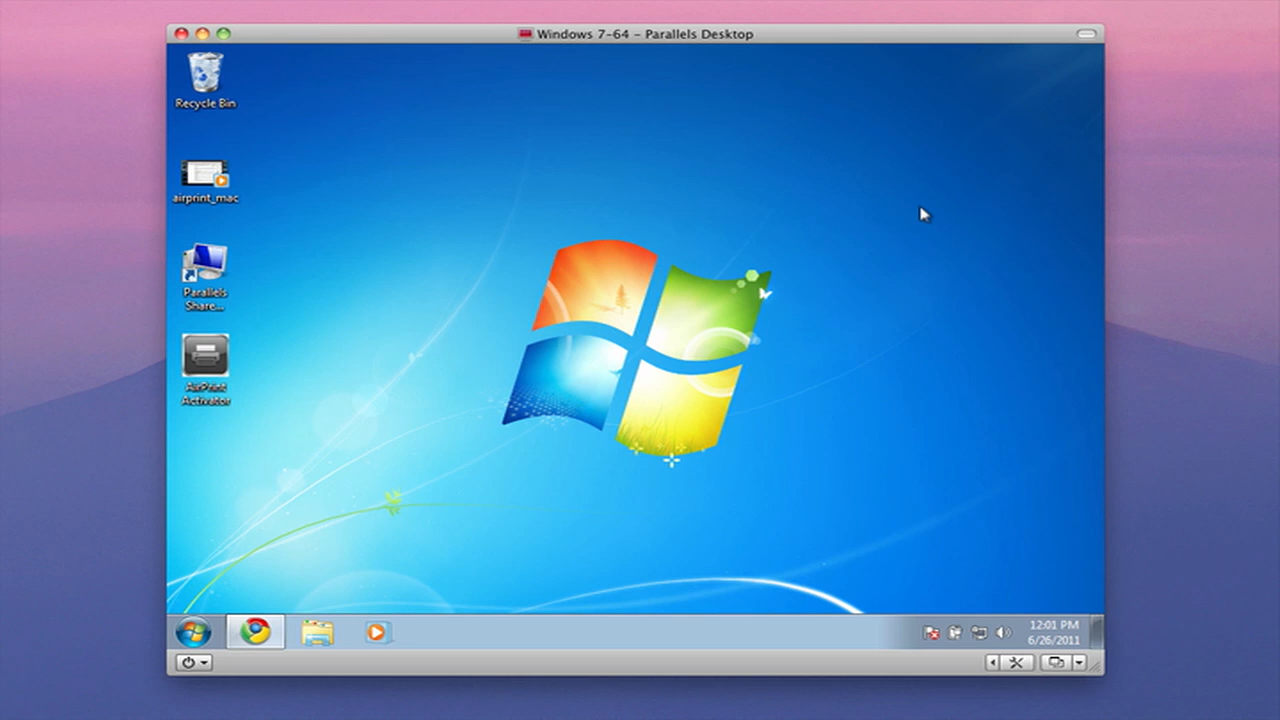 Windows 7-64 - Parallels Desktop
Recycle Bin
airprint_mac
Parallels
Share...
AirPrint
Activator
12:01 PM
6/26/2011